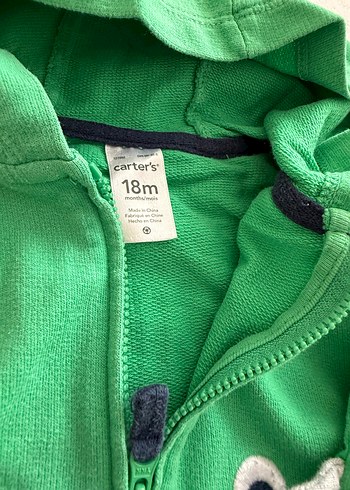 carter's®
18m
months/mois
Made in China
Fabriqué en Chine
Hecho en China